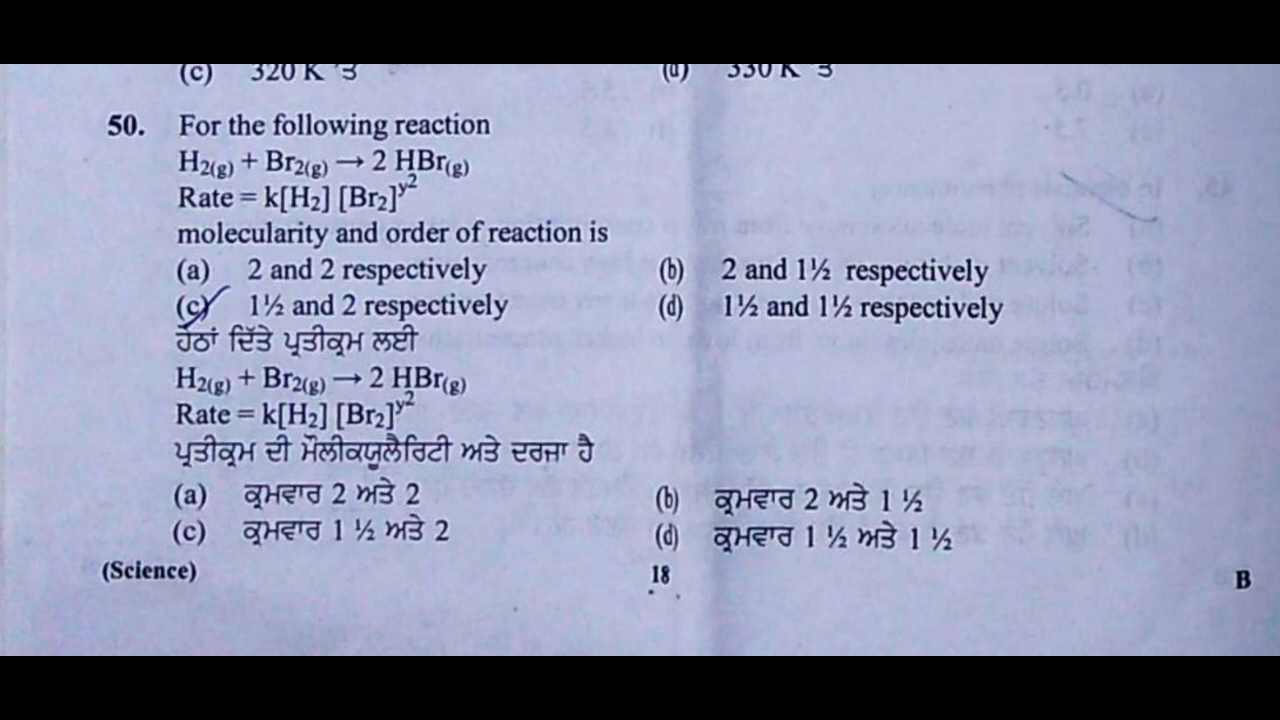 (c) 320 K 'ਤੇ (d) 330 K 'ਤੇ
50. For the following reaction
H₂(g) + Br₂(g) → 2 HBr(g)
Rate = k[H₂] [Br₂]^y²
molecularity and order of reaction is
(a) 2 and 2 respectively (b) 2 and 1½ respectively
(c) 1½ and 2 respectively (d) 1½ and 1½ respectively
ਹੇਠਾਂ ਦਿੱਤੇ ਪ੍ਰਤੀਕ੍ਰਮ ਲਈ
H₂(g) + Br₂(g) → 2 HBr(g)
Rate = k[H₂] [Br₂]^y²
ਪ੍ਰਤੀਕ੍ਰਮ ਦੀ ਮੌਲੀਕਯੂਲੈਰਿਟੀ ਅਤੇ ਦਰਜਾ ਹੈ
(a) ਕ੍ਰਮਵਾਰ 2 ਅਤੇ 2 (b) ਕ੍ਰਮਵਾਰ 2 ਅਤੇ 1 ½
(c) ਕ੍ਰਮਵਾਰ 1 ½ ਅਤੇ 2 (d) ਕ੍ਰਮਵਾਰ 1 ½ ਅਤੇ 1 ½
(Science) 18 B